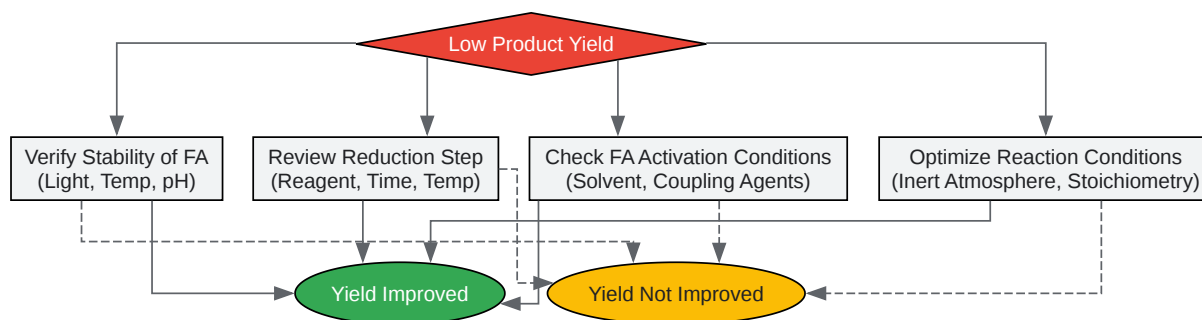 Low Product Yield
Verify Stability of FA
(Light, Temp, pH)
Review Reduction Step
(Reagent, Time, Temp)
Check FA Activation Conditions
(Solvent, Coupling Agents)
Optimize Reaction Conditions
(Inert Atmosphere, Stoichiometry)
Yield Improved
Yield Not Improved